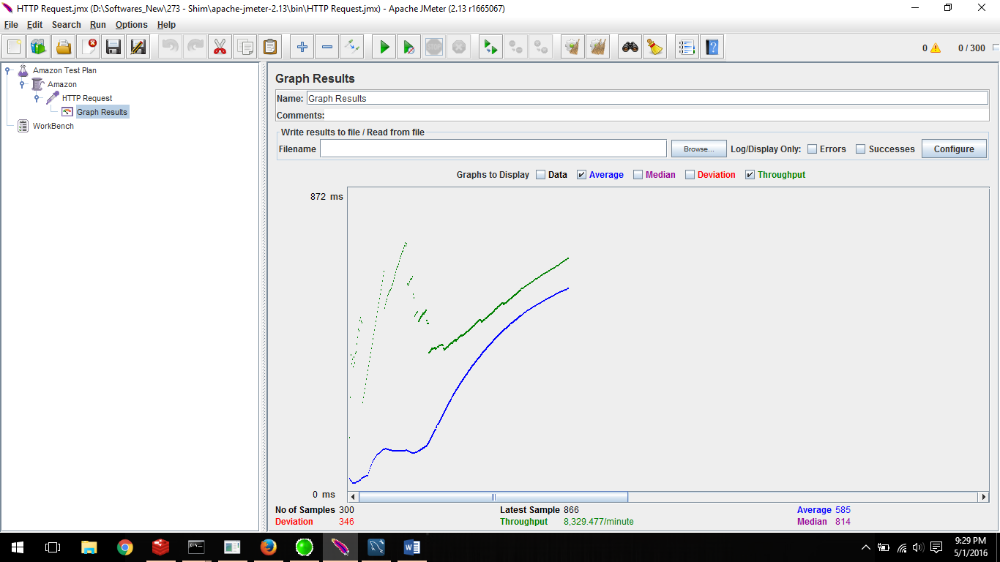 HTTP Request.jmx (D:\Softwares_New\273 - Shim\apache-jmeter-2.13\bin\HTTP Request.jmx) - Apache JMeter (2.13 r1665067)
File Edit Search Run Options Help
0 0 / 300
Amazon Test Plan
Amazon
HTTP Request
Graph Results
WorkBench
Graph Results
Name: Graph Results
Comments:
Write results to file / Read from file
Filename Browse... Log/Display Only: Errors Successes Configure
Graphs to Display Data Average Median Deviation Throughput
872 ms
0 ms
No of Samples 300 Latest Sample 866 Average 585
Deviation 346 Throughput 8,329.477/minute Median 814
9:29 PM
5/1/2016